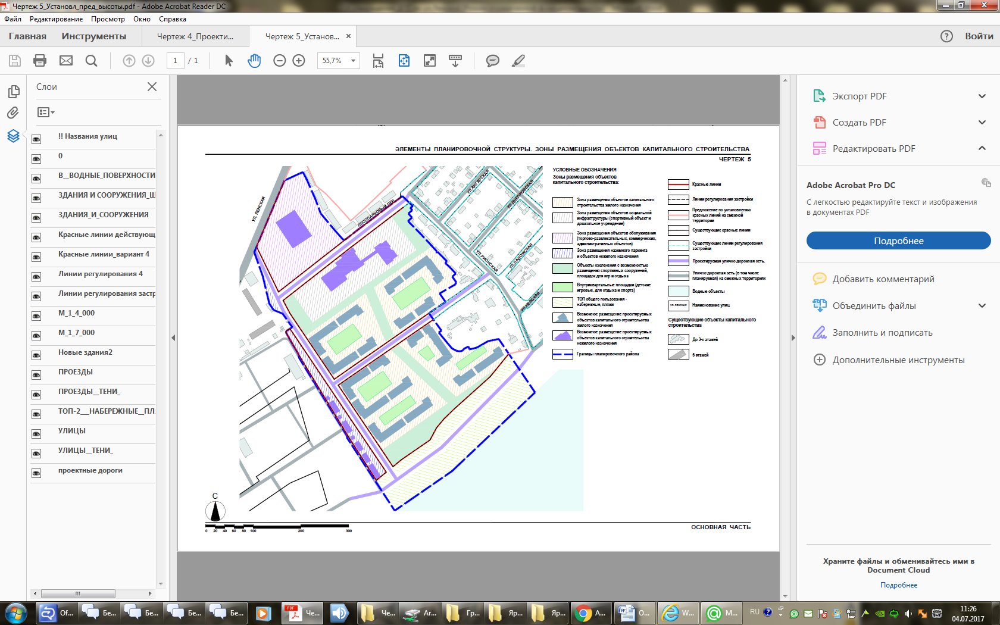 Чертеж 5_Установл_пред_высоты.pdf - Adobe Acrobat Reader DC
Файл Редактирование Просмотр Окно Справка
Главная Инструменты Чертеж 4_Проекти... Чертеж 5_Установ... Войти
1 / 1 55,7%
Слои
!! Названия улиц
0
В__ВОДНЫЕ_ПОВЕРХНОСТИ
ЗДАНИЯ И СООРУЖЕНИЯ_Ш
ЗДАНИЯ_И_СООРУЖЕНИЯ
Красные линии действующ
Красные линии_вариант 4
Линии регулирования 4
Линии регулирования застр
М_1_4_000
М_1_7_000
Новые здания2
ПРОЕЗДЫ
ПРОЕЗДЫ__ТЕНИ_
ТОП-2___НАБЕРЕЖНЫЕ__ПЛЯ
УЛИЦЫ
УЛИЦЫ__ТЕНИ_
проектные дороги
ЭЛЕМЕНТЫ ПЛАНИРОВОЧНОЙ СТРУКТУРЫ. ЗОНЫ РАЗМЕЩЕНИЯ ОБЪЕКТОВ КАПИТАЛЬНОГО СТРОИТЕЛЬСТВА
ЧЕРТЕЖ 5
УЛ. ЛЕНСКАЯ
ЛЕСОПАРКОВЫЙ ПЕР.
УЛ. АНГАРСКАЯ
УЛ. ДНЕПРОВСКАЯ
УЛ. РИОНСКАЯ
УЛ. ЛАДОЖСКАЯ
УЛ. НЕВСКАЯ
УСЛОВНЫЕ ОБОЗНАЧЕНИЯ
Зоны размещения объектов
капитального строительства:
Зона размещения объектов капитального
строительства жилого назначения
Зона размещения объектов социальной
инфраструктуры (спортивный объект и
дошкольное учреждение)
Зона размещения объектов обслуживания
(торгово-развлекательных, коммерческих,
административных объектов)
Зона размещения наземного паркинга
и объектов нежилого назначения
Объекты озеленения с возможностью
размещения спортивных сооружений,
площадок для игр и отдыха
Внутриквартальные площадки (детские
игровые, для отдыха и спорта)
ТОП общего пользования -
набережные, пляжи
Возможное размещение проектируемых
объектов капитального строительства
жилого назначения
Возможное размещение проектируемых
объектов капитального строительства
нежилого назначения
Границы планировочного района
Красные линии
Линии регулирования застройки
Предложение по установлению
красных линий на смежной
территории
Существующие красные линии
Существующие линии регулирования
застройки
Проектируемая улично-дорожная сеть.
Улично-дорожная сеть (в том числе
планируемая) на смежных территориях
Водные объекты
УЛ. ЛЕНСКАЯ Наименование улиц
Существующие объекты капитального
строительства
До 3-х этажей
5 этажей
С
0 20 40 60 80 100 200 300
ОСНОВНАЯ ЧАСТЬ
Экспорт PDF
Создать PDF
Редактировать PDF
Adobe Acrobat Pro DC
С легкостью редактируйте текст и изображения
в документах PDF
Подробнее
Добавить комментарий
Объединить файлы
Заполнить и подписать
Дополнительные инструменты
Храните файлы и обменивайтесь ими в
Document Cloud
Подробнее
Of... Бе... Бе... Бе... Бе... Че... Че... Ar... Гр... Яр... Яр... А... О... W... М... RU 11:26
04.07.2017